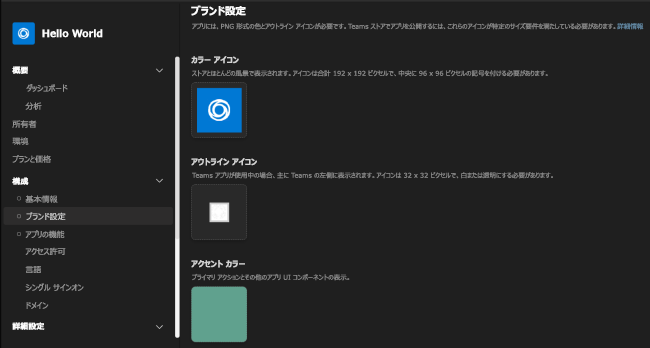 Hello World
概要
ダッシュボード
分析
所有者
環境
プランと価格
構成
基本情報
ブランド設定
アプリの機能
アクセス許可
言語
シングル サインオン
ドメイン
詳細設定
ブランド設定
アプリには、PNG 形式の色とアウトライン アイコンが必要です。Teams ストアでアプリを公開するには、これらのアイコンが特定のサイズ要件を満たしている必要があります。詳細情報
カラー アイコン
ストアとほとんどの風景で表示されます。アイコンは合計 192 x 192 ピクセルで、中央に 96 x 96 ピクセルの記号を付ける必要があります。
アウトライン アイコン
Teams アプリが使用中の場合、主に Teams の左側に表示されます。アイコンは 32 x 32 ピクセルで、白または透明にする必要があります。
アクセント カラー
プライマリ アクションとその他のアプリ UI コンポーネントの表示。